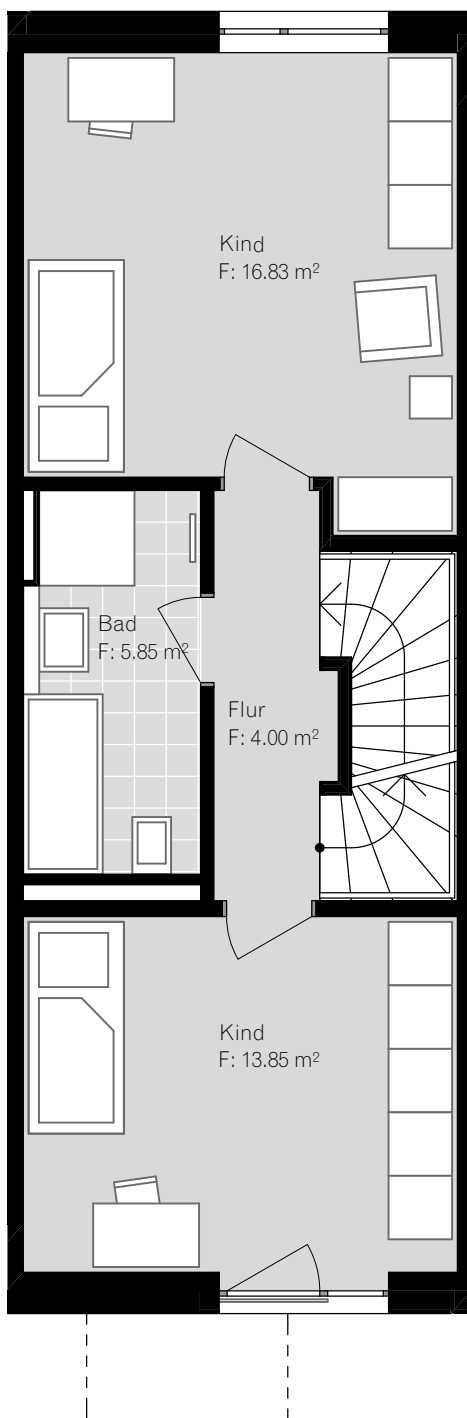 Kind
F: 16.83 m²
Bad
F: 5.85 m²
Flur
F: 4.00 m²
Kind
F: 13.85 m²